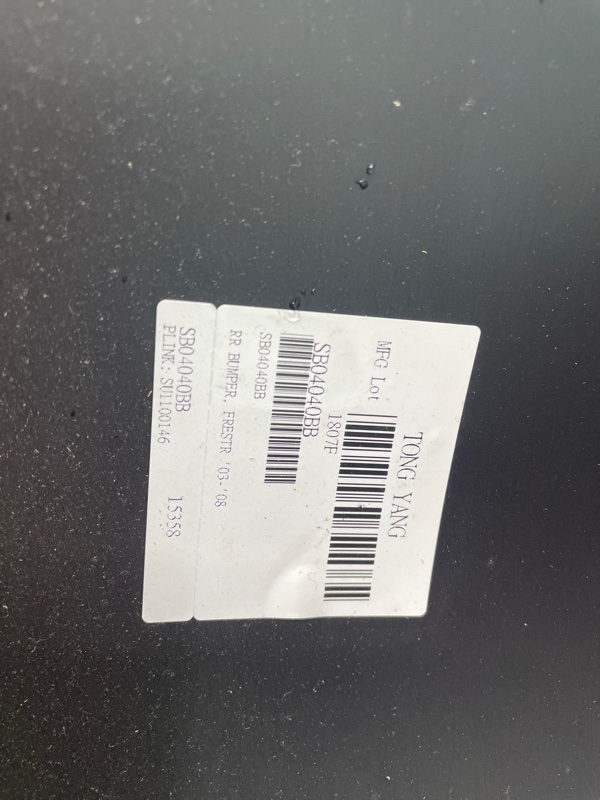 TONG YANG
MFG Lot
1807F
SB04040BB
SB04040BB
RR BUMPER, FRESTR '03-'08
SB04040BB
PLINK: SU1100146 15358